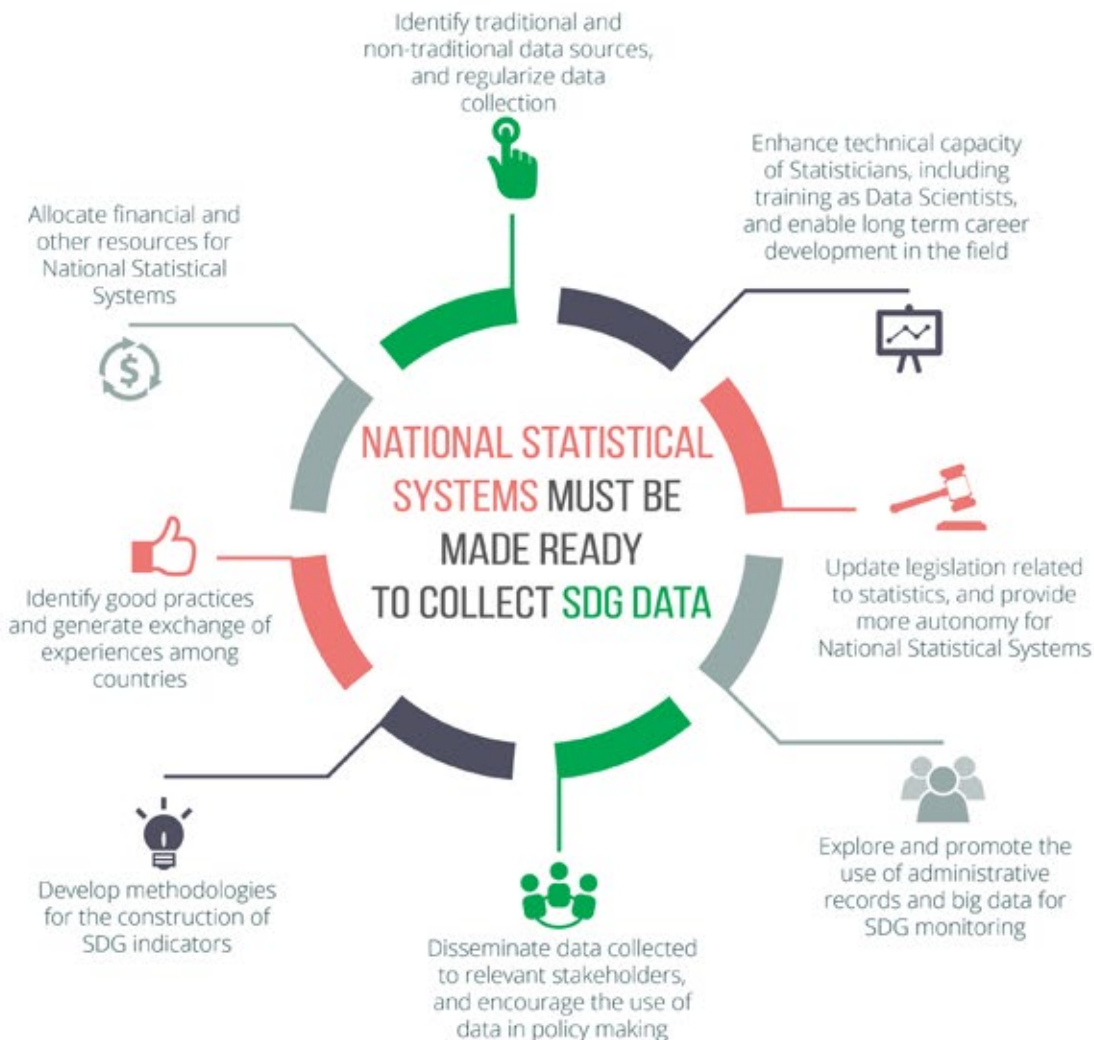 Identify traditional and
non-traditional data sources,
and regularize data
collection
Enhance technical capacity
of Statisticians, including
training as Data Scientists,
and enable long term career
development in the field
Allocate financial and
other resources for
National Statistical
Systems
$
NATIONAL STATISTICAL
SYSTEMS MUST BE
MADE READY
TO COLLECT SDG DATA
Update legislation related
to statistics, and provide
more autonomy for
National Statistical Systems
Identify good practices
and generate exchange of
experiences among
countries
Explore and promote the
use of administrative
records and big data for
SDG monitoring
Develop methodologies
for the construction of
SDG indicators
Disseminate data collected
to relevant stakeholders,
and encourage the use of
data in policy making